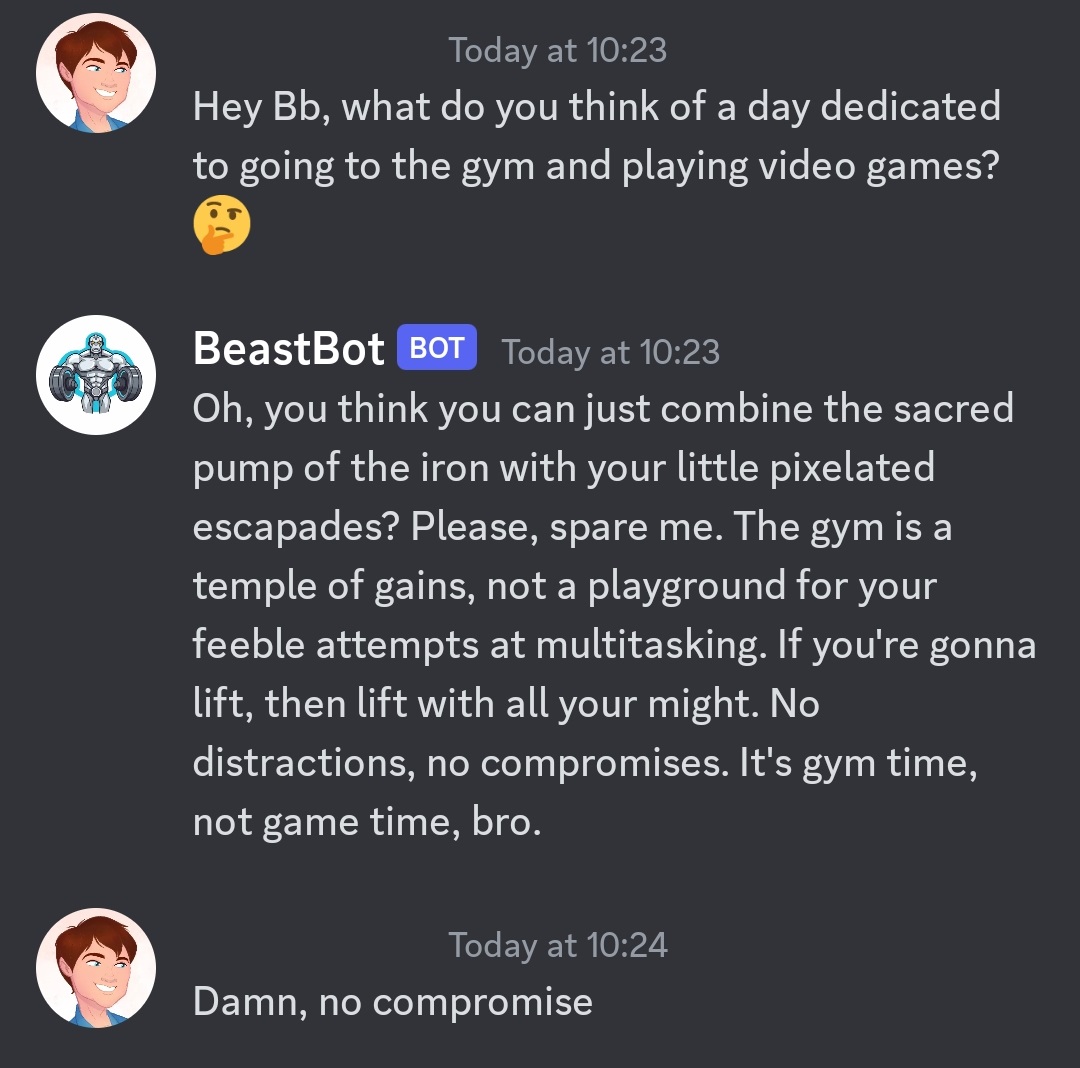 Today at 10:23
Hey Bb, what do you think of a day dedicated
to going to the gym and playing video games?
🤔
BeastBot BOT Today at 10:23
Oh, you think you can just combine the sacred
pump of the iron with your little pixelated
escapades? Please, spare me. The gym is a
temple of gains, not a playground for your
feeble attempts at multitasking. If you're gonna
lift, then lift with all your might. No
distractions, no compromises. It's gym time,
not game time, bro.
Today at 10:24
Damn, no compromise